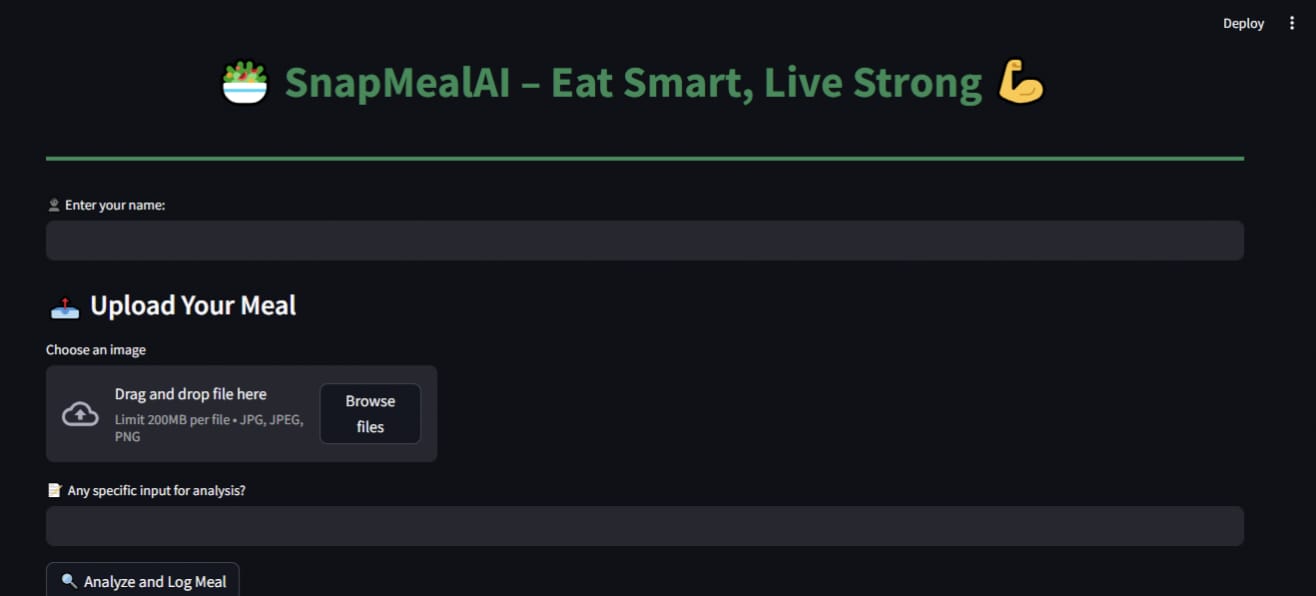 Deploy
SnapMealAI – Eat Smart, Live Strong
Enter your name:
Upload Your Meal
Choose an image
Drag and drop file here
Limit 200MB per file • JPG, JPEG,
PNG
Browse
files
Any specific input for analysis?
Analyze and Log Meal